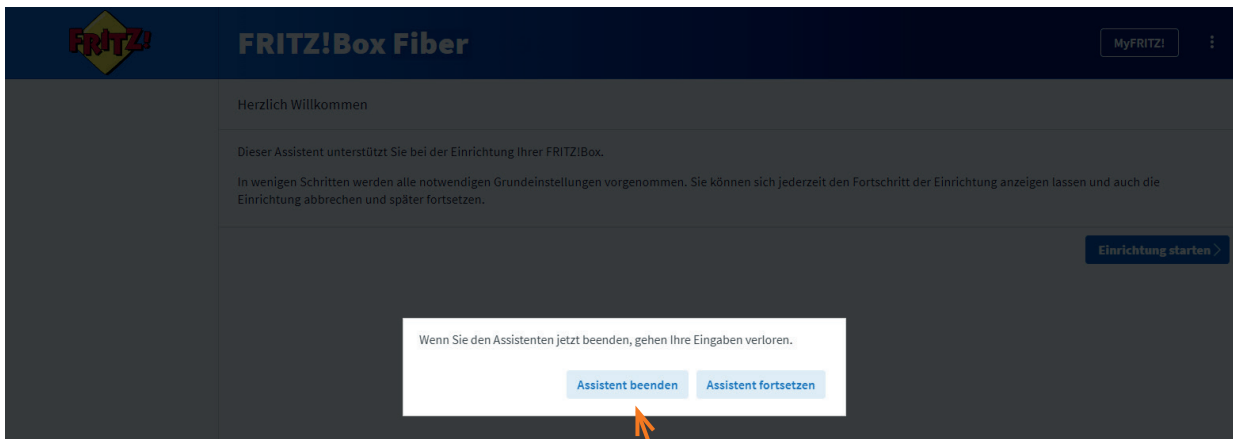 FRITZ!
FRITZ!Box Fiber
MyFRITZ!
Herzlich Willkommen
Dieser Assistent unterstützt Sie bei der Einrichtung Ihrer FRITZ!Box.
In wenigen Schritten werden alle notwendigen Grundeinstellungen vorgenommen. Sie können sich jederzeit den Fortschritt der Einrichtung anzeigen lassen und auch die
Einrichtung abbrechen und später fortsetzen.
Einrichtung starten
Wenn Sie den Assistenten jetzt beenden, gehen Ihre Eingaben verloren.
Assistent beenden Assistent fortsetzen